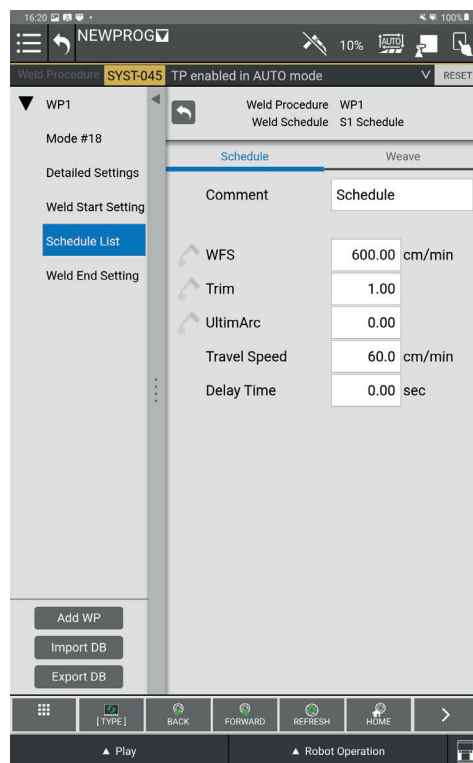 16:20 100%
NEWPROG
10% AUTO
Weld Procedure SYST-045 TP enabled in AUTO mode RESET
WP1
Mode #18
Detailed Settings
Weld Start Setting
Schedule List
Weld End Setting
Weld Procedure WP1
Weld Schedule S1 Schedule
Schedule Weave
Comment Schedule
WFS 600.00 cm/min
Trim 1.00
UltimArc 0.00
Travel Speed 60.0 cm/min
Delay Time 0.00 sec
Add WP
Import DB
Export DB
[ TYPE ] BACK FORWARD REFRESH HOME
Play Robot Operation